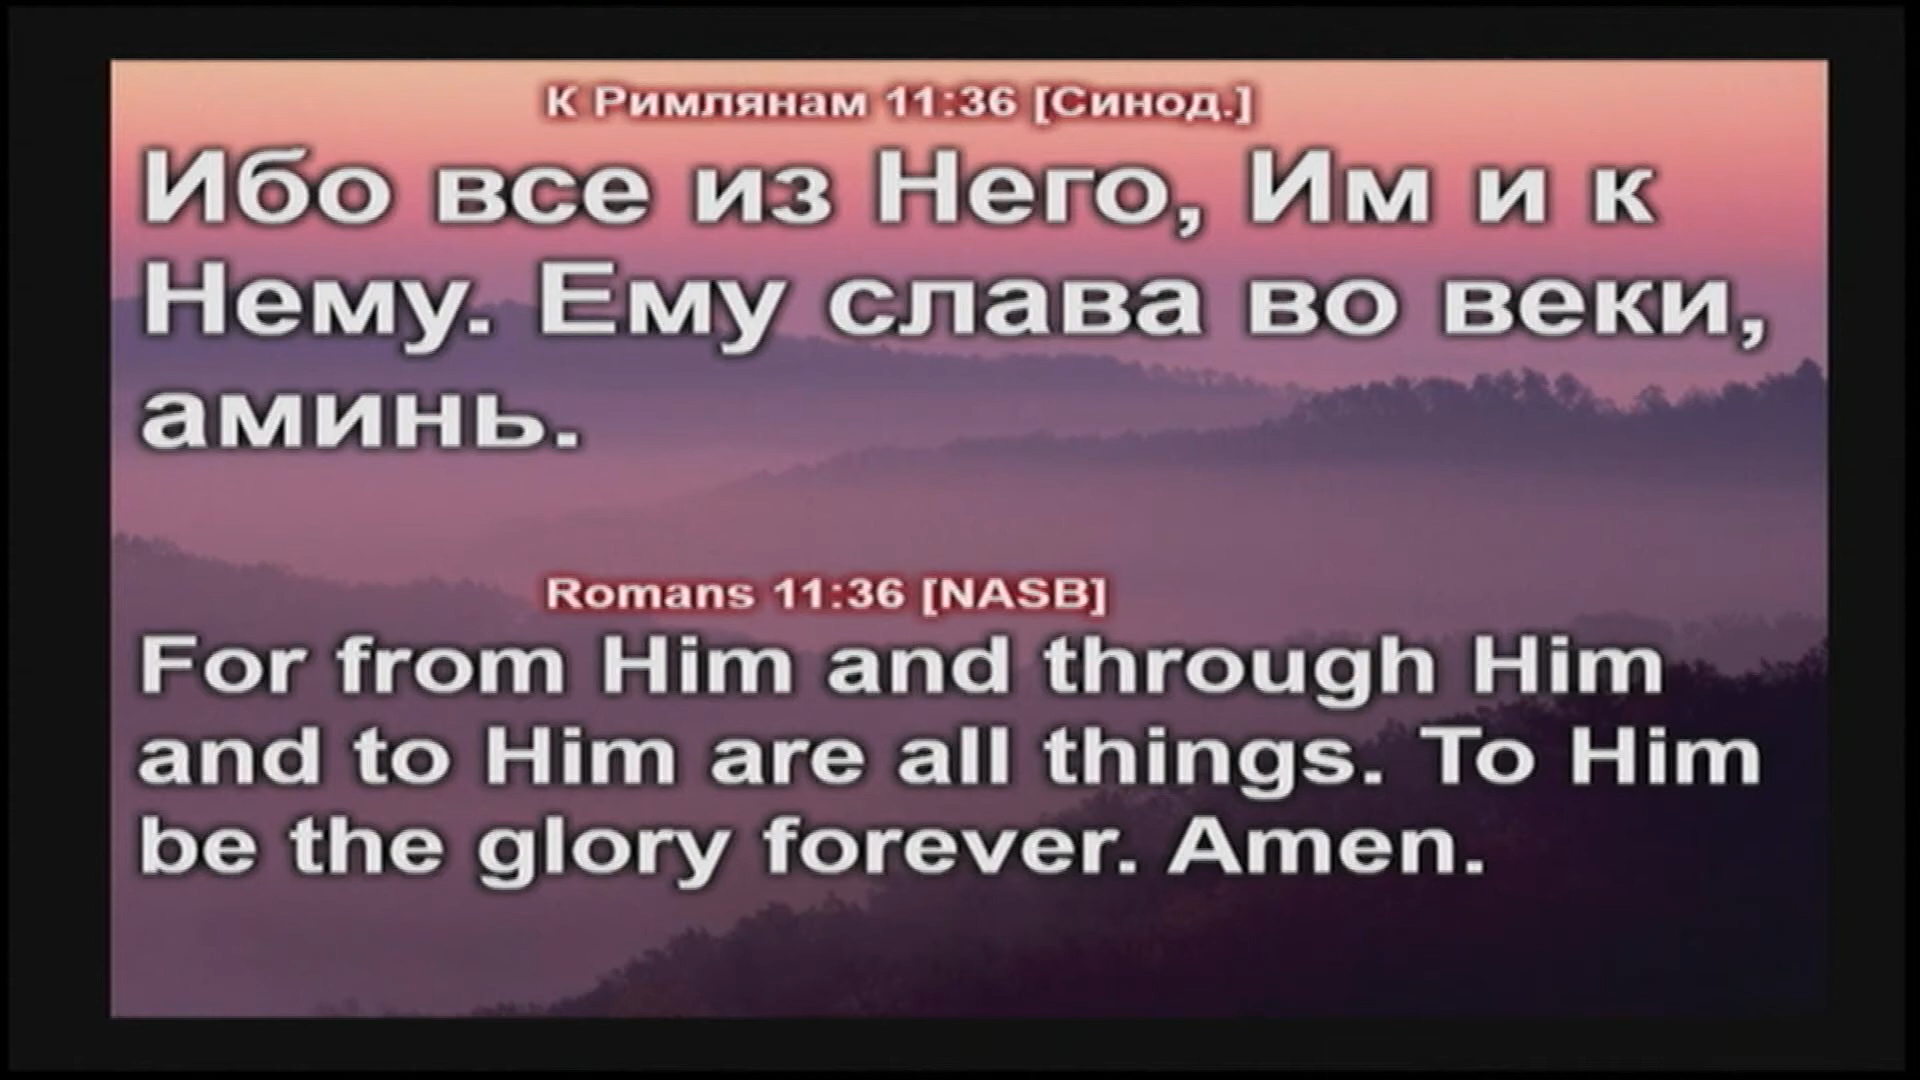 К Римлянам 11:36 [Синод.]
Ибо все из Него, Им и к
Нему. Ему слава во веки,
аминь.
Romans 11:36 [NASB]
For from Him and through Him
and to Him are all things. To Him
be the glory forever. Amen.